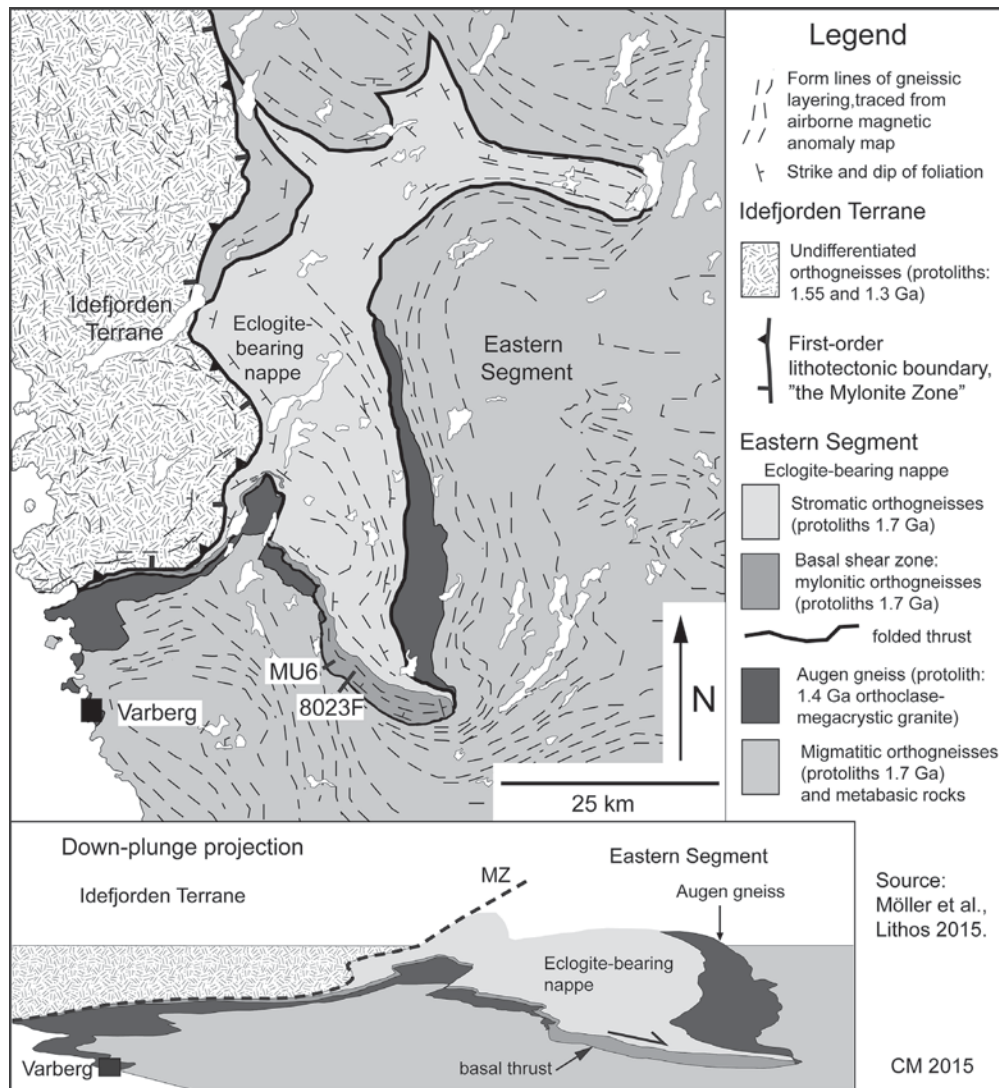 Idefjorden
Terrane
Eclogite-
bearing
nappe
Eastern
Segment
MU6
8023F
Varberg
N
25 km
Legend
Form lines of gneissic
layering,traced from
airborne magnetic
anomaly map
Strike and dip of foliation
Idefjorden Terrane
Undifferentiated
orthogneisses (protoliths:
1.55 and 1.3 Ga)
First-order
lithotectonic boundary,
”the Mylonite Zone”
Eastern Segment
Eclogite-bearing nappe
Stromatic orthogneisses
(protoliths 1.7 Ga)
Basal shear zone:
mylonitic orthogneisses
(protoliths 1.7 Ga)
folded thrust
Augen gneiss (protolith:
1.4 Ga orthoclase-
megacrystic granite)
Migmatitic orthogneisses
(protoliths 1.7 Ga)
and metabasic rocks
Down-plunge projection
Idefjorden Terrane
MZ
Eastern Segment
Augen gneiss
Eclogite-bearing
nappe
basal thrust
Varberg
Source:
Möller et al.,
Lithos 2015.
CM 2015